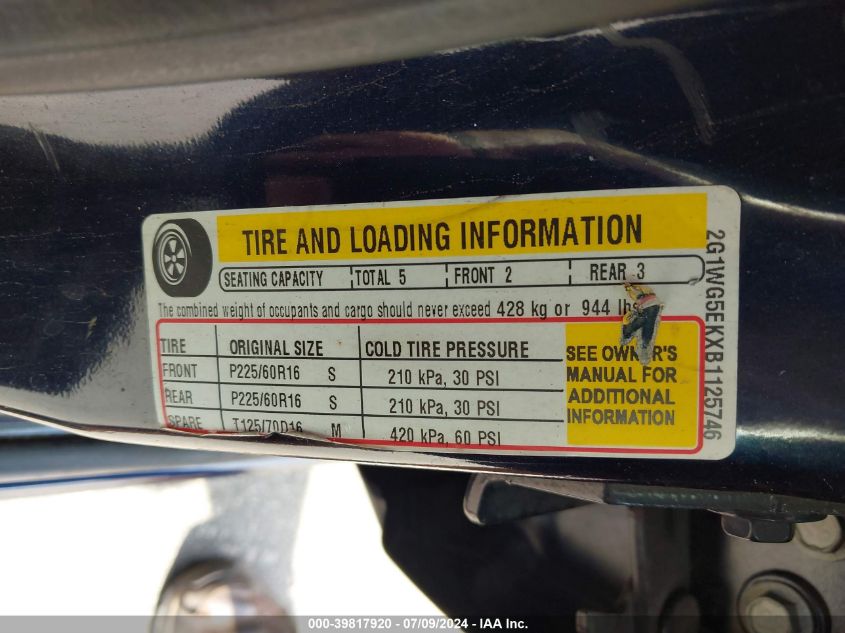 TIRE AND LOADING INFORMATION
SEATING CAPACITY TOTAL 5 FRONT 2 REAR 3
The combined weight of occupants and cargo should never exceed 428 kg or 944 lbs
TIRE ORIGINAL SIZE COLD TIRE PRESSURE
FRONT P225/60R16 S 210 kPa, 30 PSI
REAR P225/60R16 S 210 kPa, 30 PSI
SPARE T125/70D16 M 420 kPa, 60 PSI
SEE OWNER'S
MANUAL FOR
ADDITIONAL
INFORMATION
2G1WG5EKXXB1125746
000-39817920 - 07/09/2024 - IAA Inc.